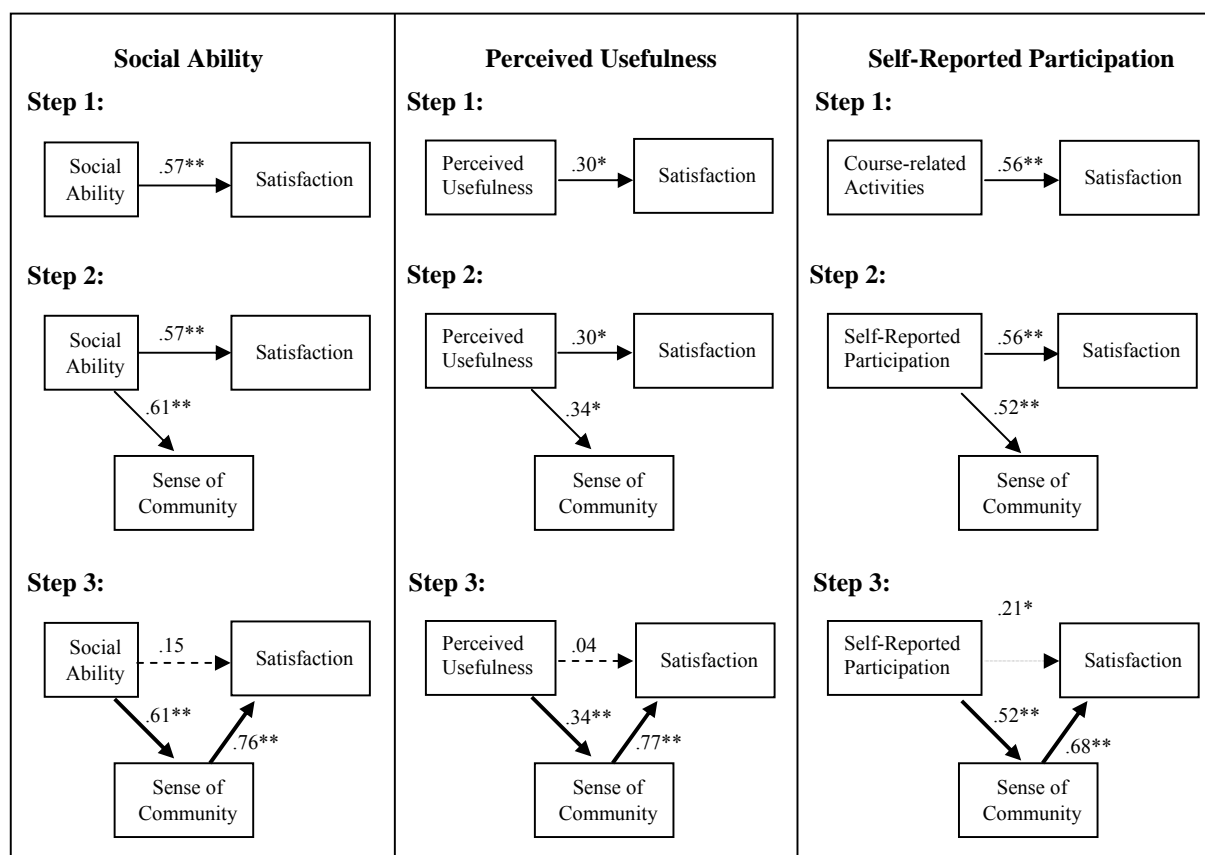 Social Ability
Step 1:
Social
Ability
.57**
Satisfaction
Step 2:
Social
Ability
.57**
Satisfaction
.61**
Sense of
Community
Step 3:
Social
Ability
.15
Satisfaction
.61**
.76**
Sense of
Community
Perceived Usefulness
Step 1:
Perceived
Usefulness
.30*
Satisfaction
Step 2:
Perceived
Usefulness
.30*
Satisfaction
.34*
Sense of
Community
Step 3:
Perceived
Usefulness
.04
Satisfaction
.34**
.77**
Sense of
Community
Self-Reported Participation
Step 1:
Course-related
Activities
.56**
Satisfaction
Step 2:
Self-Reported
Participation
.56**
Satisfaction
.52**
Sense of
Community
Step 3:
Self-Reported
Participation
.21*
Satisfaction
.52**
.68**
Sense of
Community